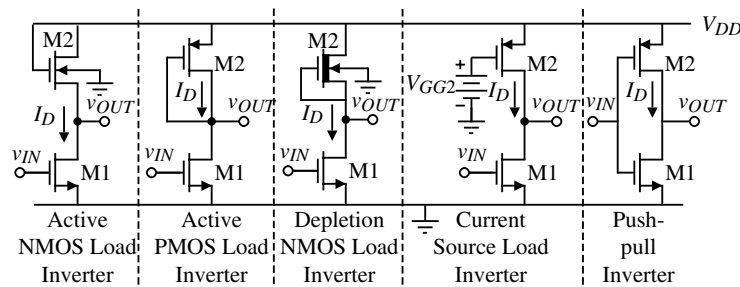 V_DD
M2
I_D
v_OUT
v_IN
M1
Active
NMOS Load
Inverter
M2
I_D
v_OUT
v_IN
M1
Active
PMOS Load
Inverter
M2
I_D
v_OUT
v_IN
M1
Depletion
NMOS Load
Inverter
+
V_GG2
−
M2
I_D
v_OUT
v_IN
M1
Current
Source Load
Inverter
M2
v_IN
I_D
v_OUT
M1
Push-
pull
Inverter